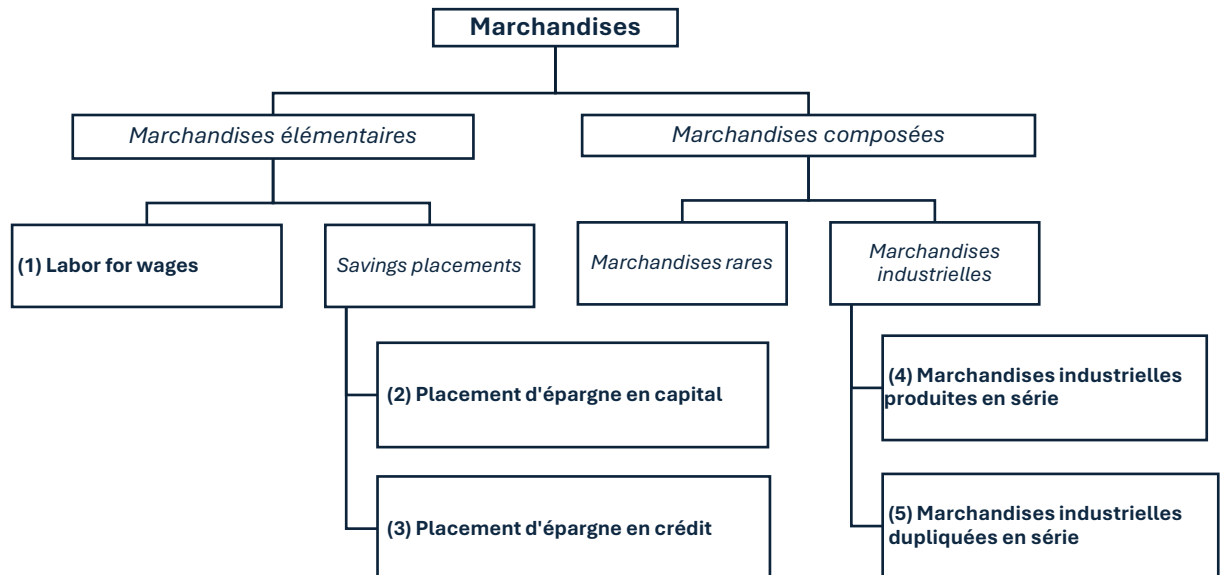 Marchandises
Marchandises élémentaires
Marchandises composées
(1) Labor for wages
Savings placements
Marchandises rares
Marchandises
industrielles
(2) Placement d'épargne en capital
(4) Marchandises industrielles
produites en série
(3) Placement d'épargne en crédit
(5) Marchandises industrielles
dupliquées en série